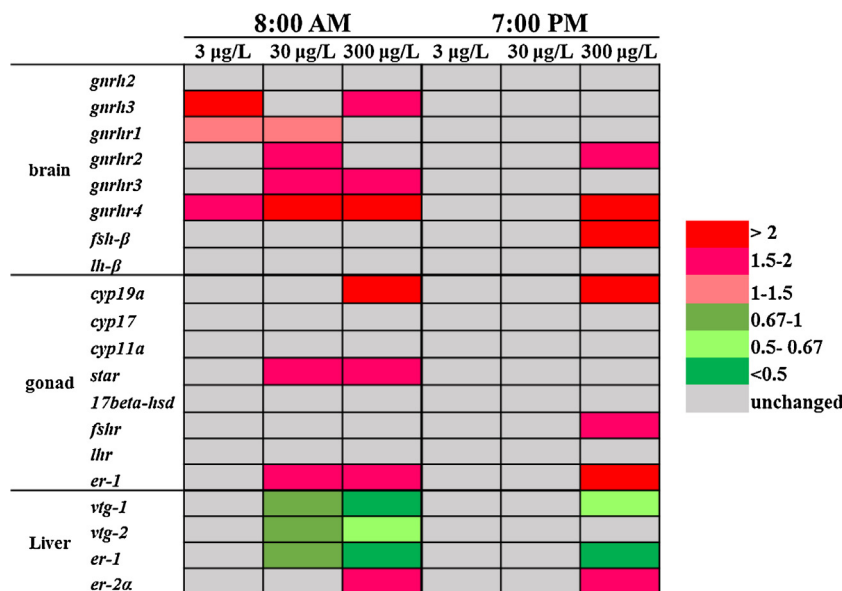 8:00 AM 7:00 PM
3 µg/L 30 µg/L 300 µg/L 3 µg/L 30 µg/L 300 µg/L
gnrh2
gnrh3
gnrhr1
brain gnrhr2
gnrhr3
gnrhr4
fsh-β
lh-β
cyp19a
cyp17
cyp11a
gonad star
17beta-hsd
fshr
lhr
er-1
vtg-1
vtg-2
Liver er-1
er-2α
> 2
1.5-2
1-1.5
0.67-1
0.5- 0.67
<0.5
unchanged